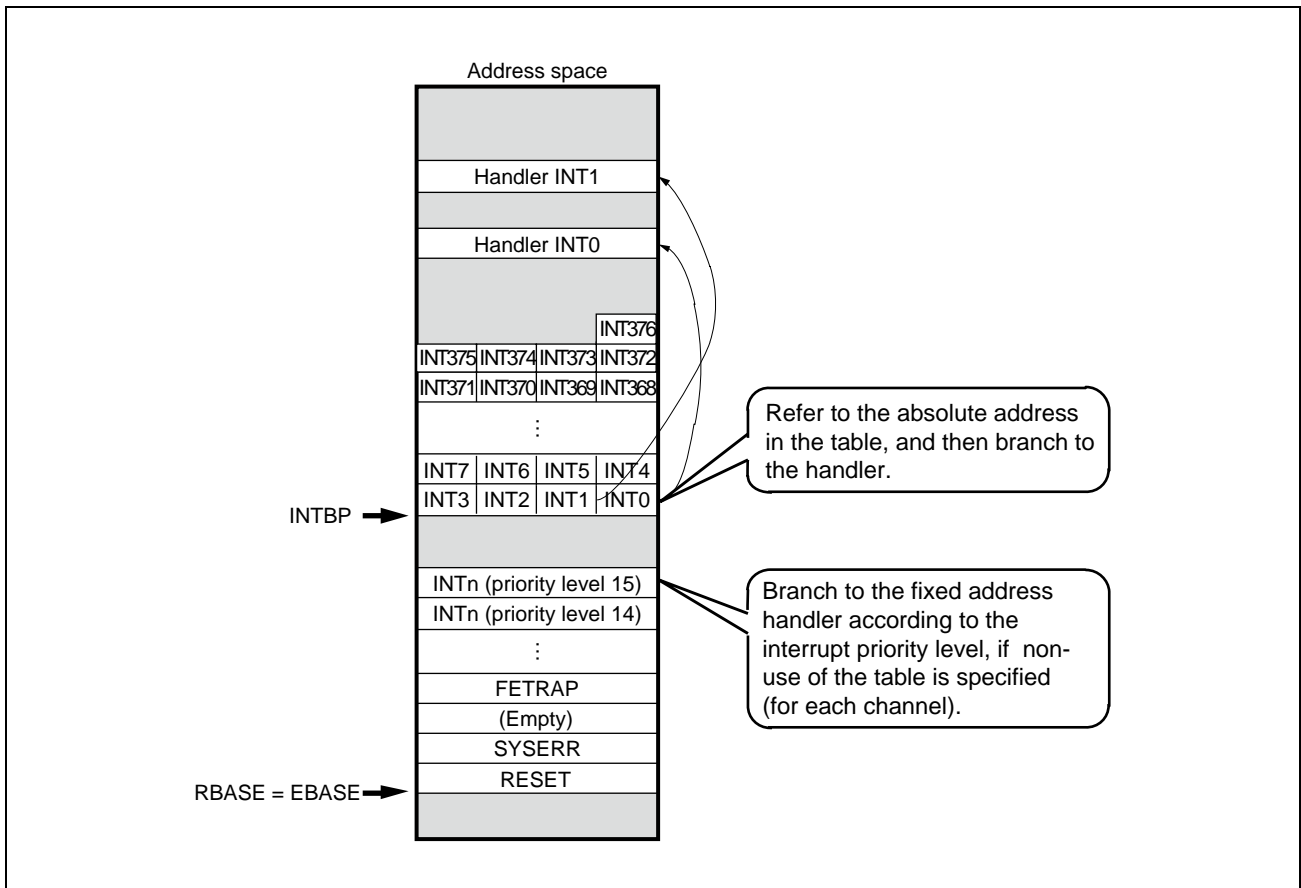 Address space
Handler INT1
Handler INT0
INT376
INT375 INT374 INT373 INT372
INT371 INT370 INT369 INT368
⋮
INT7 INT6 INT5 INT4
INT3 INT2 INT1 INT0
INTBP
Refer to the absolute address
in the table, and then branch to
the handler.
INTn (priority level 15)
INTn (priority level 14)
⋮
FETRAP
(Empty)
SYSERR
RESET
RBASE = EBASE
Branch to the fixed address
handler according to the
interrupt priority level, if non-
use of the table is specified
(for each channel).